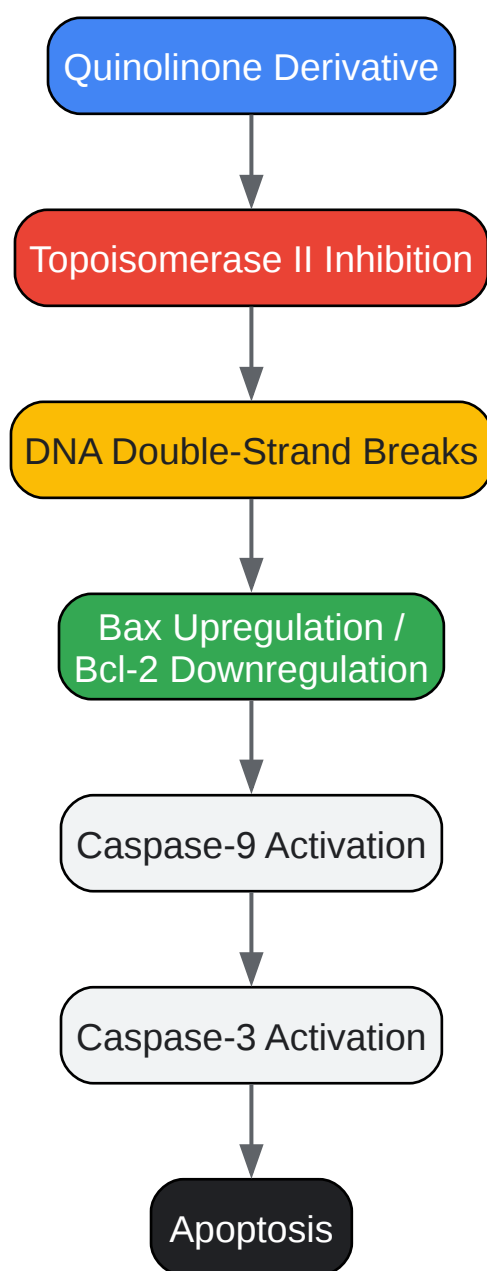 Quinolinone Derivative
Topoisomerase II Inhibition
DNA Double-Strand Breaks
Bax Upregulation /
Bcl-2 Downregulation
Caspase-9 Activation
Caspase-3 Activation
Apoptosis